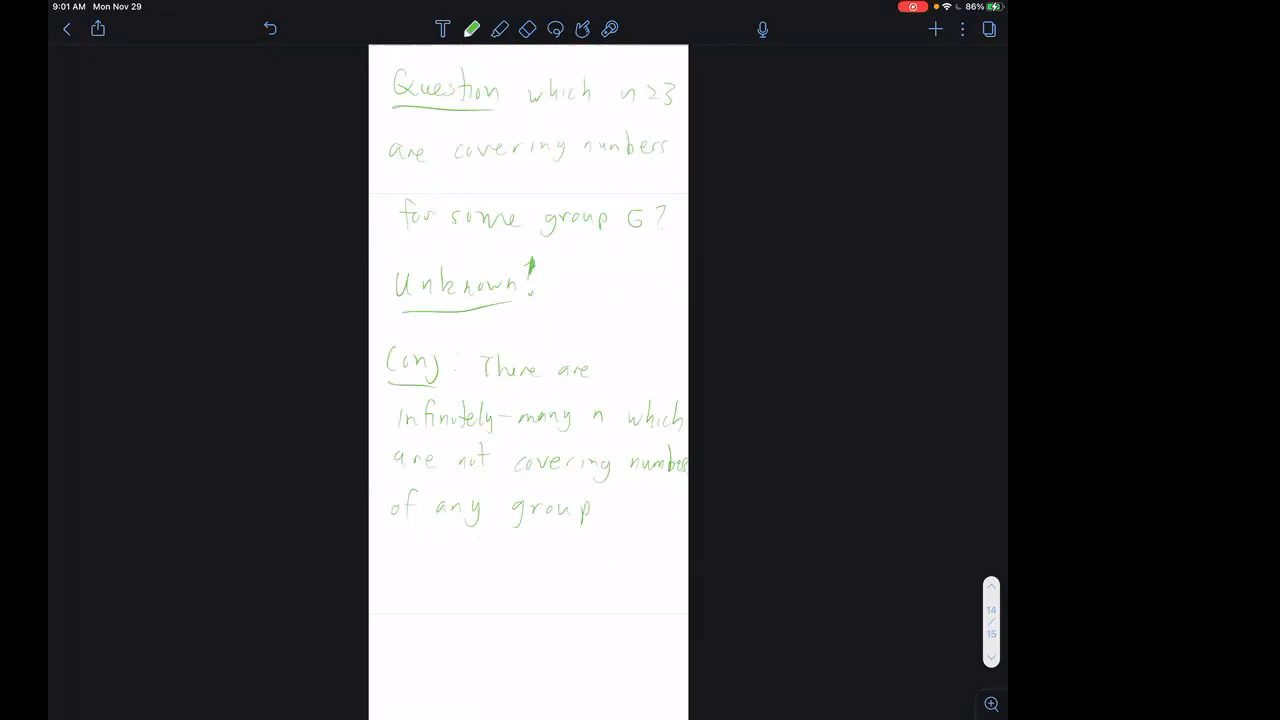 9:01 AM Mon Nov 29
86%
T
Question which n ≥ 3
are covering numbers
for some group G?
Unknown!
Conj: There are
infinitely-many n which
are not covering numbers
of any group
14
/
15